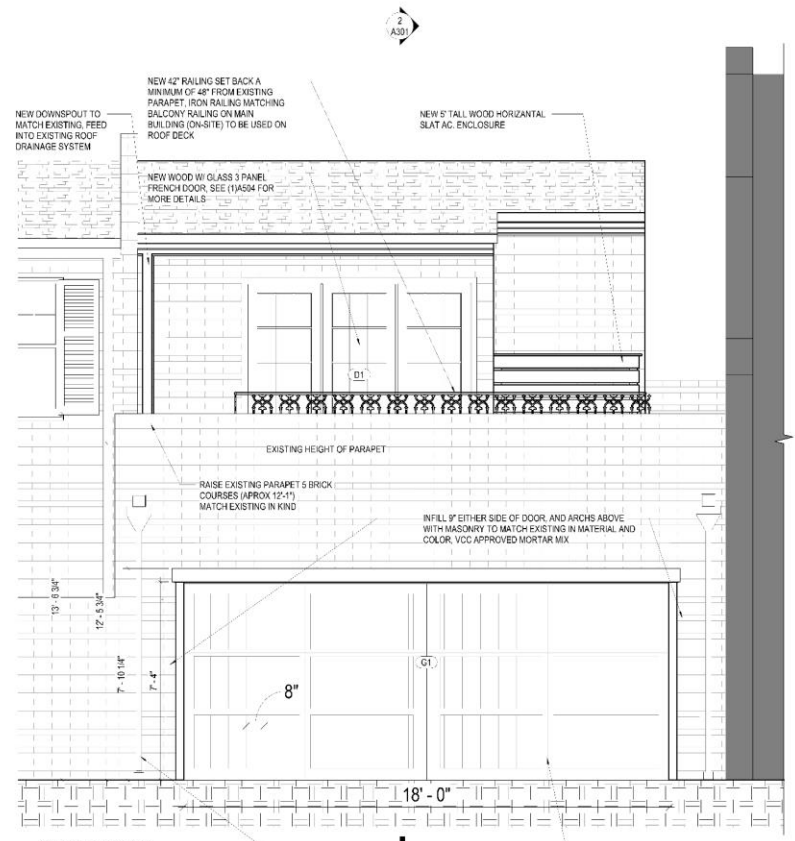 2
A301
NEW 42" RAILING SET BACK A
MINIMUM OF 48" FROM EXISTING
PARAPET, IRON RAILING MATCHING
BALCONY RAILING ON MAIN
BUILDING (ON-SITE) TO BE USED ON
ROOF DECK
NEW DOWNSPOUT TO
MATCH EXISTING, FEED
INTO EXISTING ROOF
DRAINAGE SYSTEM
NEW 5' TALL WOOD HORIZANTAL
SLAT AC. ENCLOSURE
NEW WOOD W/ GLASS 3 PANEL
FRENCH DOOR, SEE (1)A504 FOR
MORE DETAILS
D1
EXISTING HEIGHT OF PARAPET
RAISE EXISTING PARAPET 5 BRICK
COURSES (APROX 12'-1")
MATCH EXISTING IN KIND
INFILL 9" EITHER SIDE OF DOOR, AND ARCHS ABOVE
WITH MASONRY TO MATCH EXISTING IN MATERIAL AND
COLOR, VCC APPROVED MORTAR MIX
13' - 6 3/4"
12' - 5 3/4"
7' - 10 1/4"
7' - 4"
G1
8"
18' - 0"